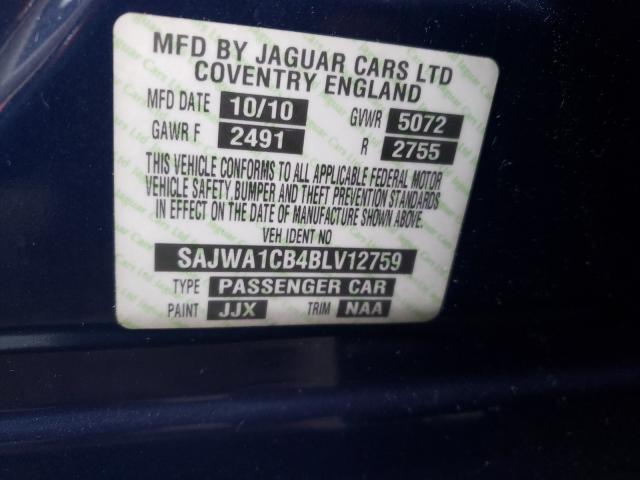 MFD BY JAGUAR CARS LTD
COVENTRY ENGLAND
MFD DATE 10/10 GVWR 5072
GAWR F 2491 R 2755
THIS VEHICLE CONFORMS TO ALL APPLICABLE FEDERAL MOTOR
VEHICLE SAFETY, BUMPER AND THEFT PREVENTION STANDARDS
IN EFFECT ON THE DATE OF MANUFACTURE SHOWN ABOVE.
VEH IDENT NO
SAJWA1CB4BLV12759
TYPE PASSENGER CAR
PAINT JJX TRIM NAA